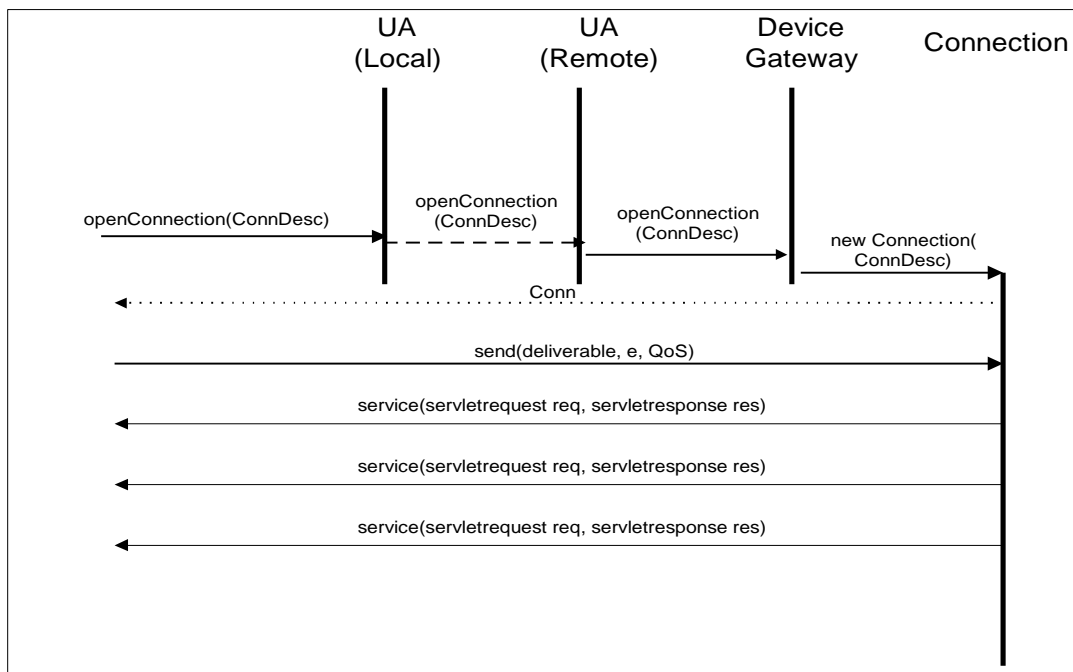 UA
(Local)
UA
(Remote)
Device
Gateway
Connection
openConnection(ConnDesc)
openConnection
(ConnDesc)
openConnection
(ConnDesc)
new Connection(
ConnDesc)
Conn
send(deliverable, e, QoS)
service(servletrequest req, servletresponse res)
service(servletrequest req, servletresponse res)
service(servletrequest req, servletresponse res)